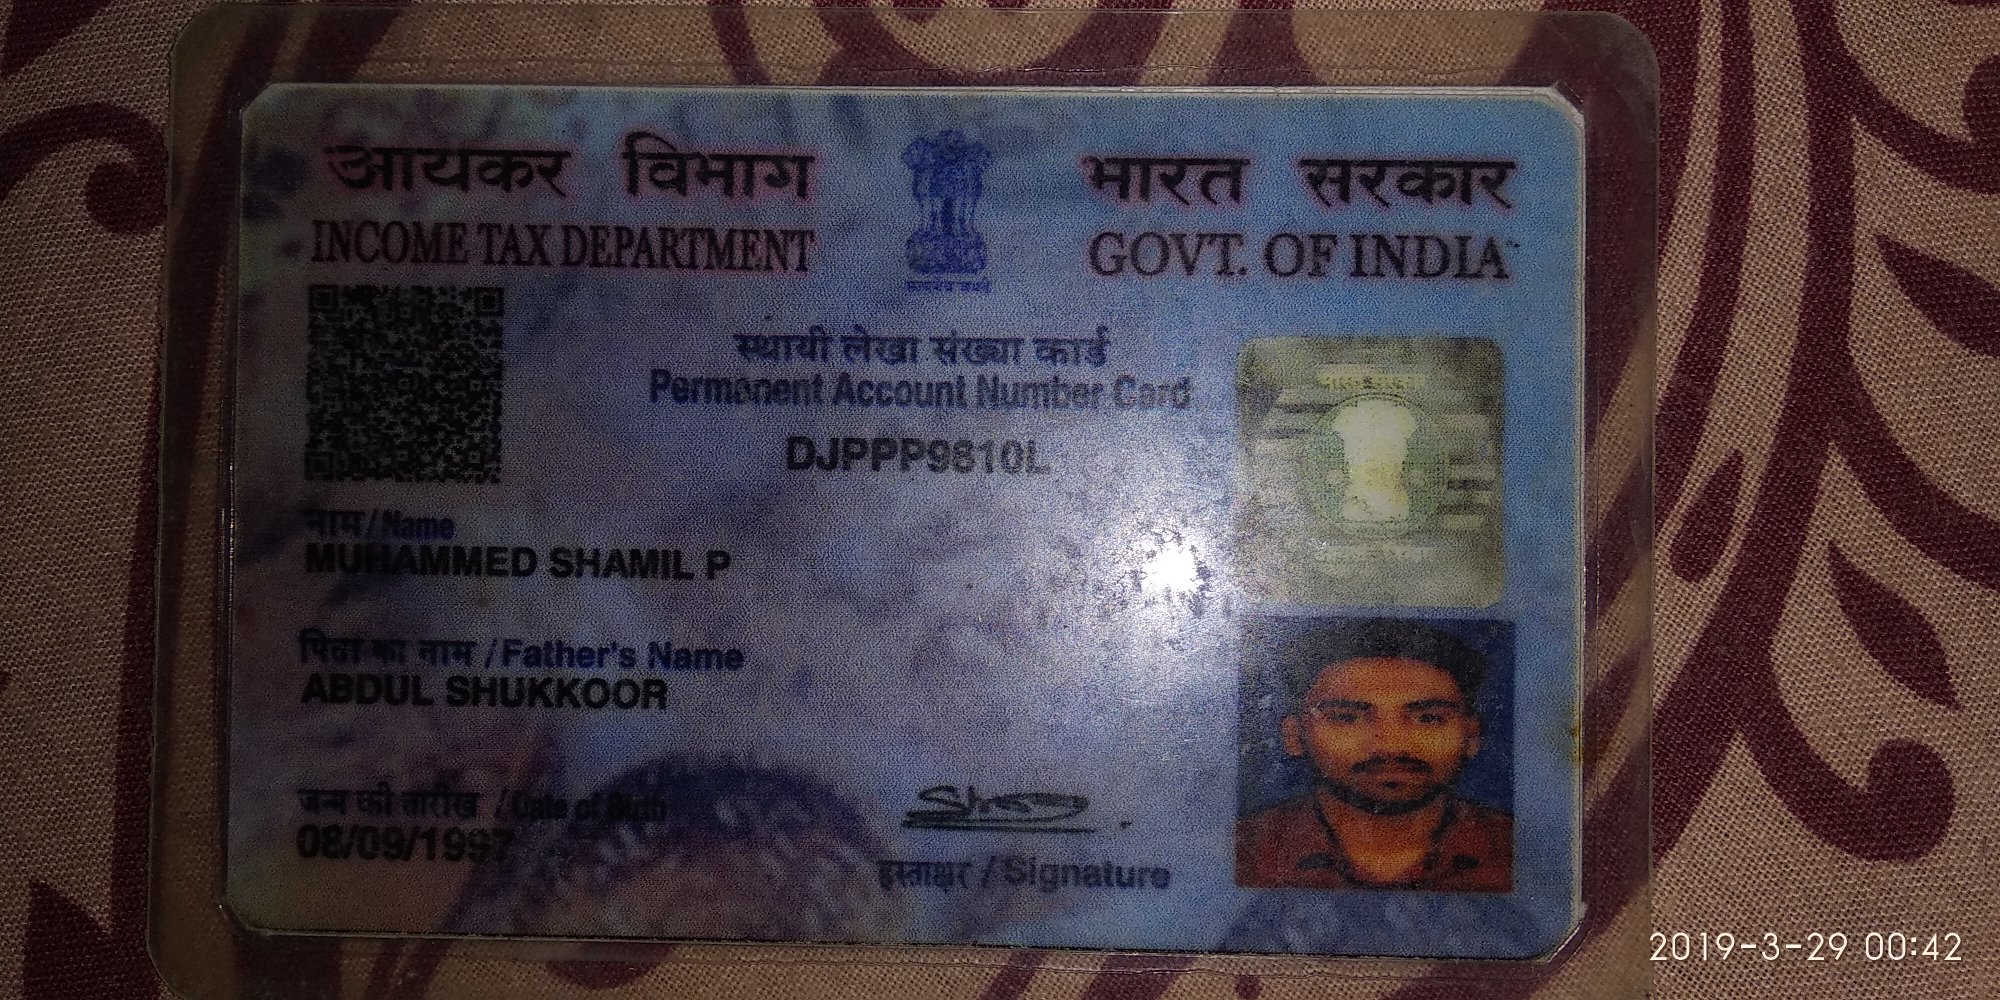 आयकर विभाग
INCOME TAX DEPARTMENT
भारत सरकार
GOVT. OF INDIA
स्थायी लेखा संख्या कार्ड
Permanent Account Number Card
DJPPP9810L
नाम / Name
MUHAMMED SHAMIL P
पिता का नाम / Father's Name
ABDUL SHUKKOOR
जन्म की तारीख / Date of Birth
08/09/1997
हस्ताक्षर / Signature
2019-3-29 00:42